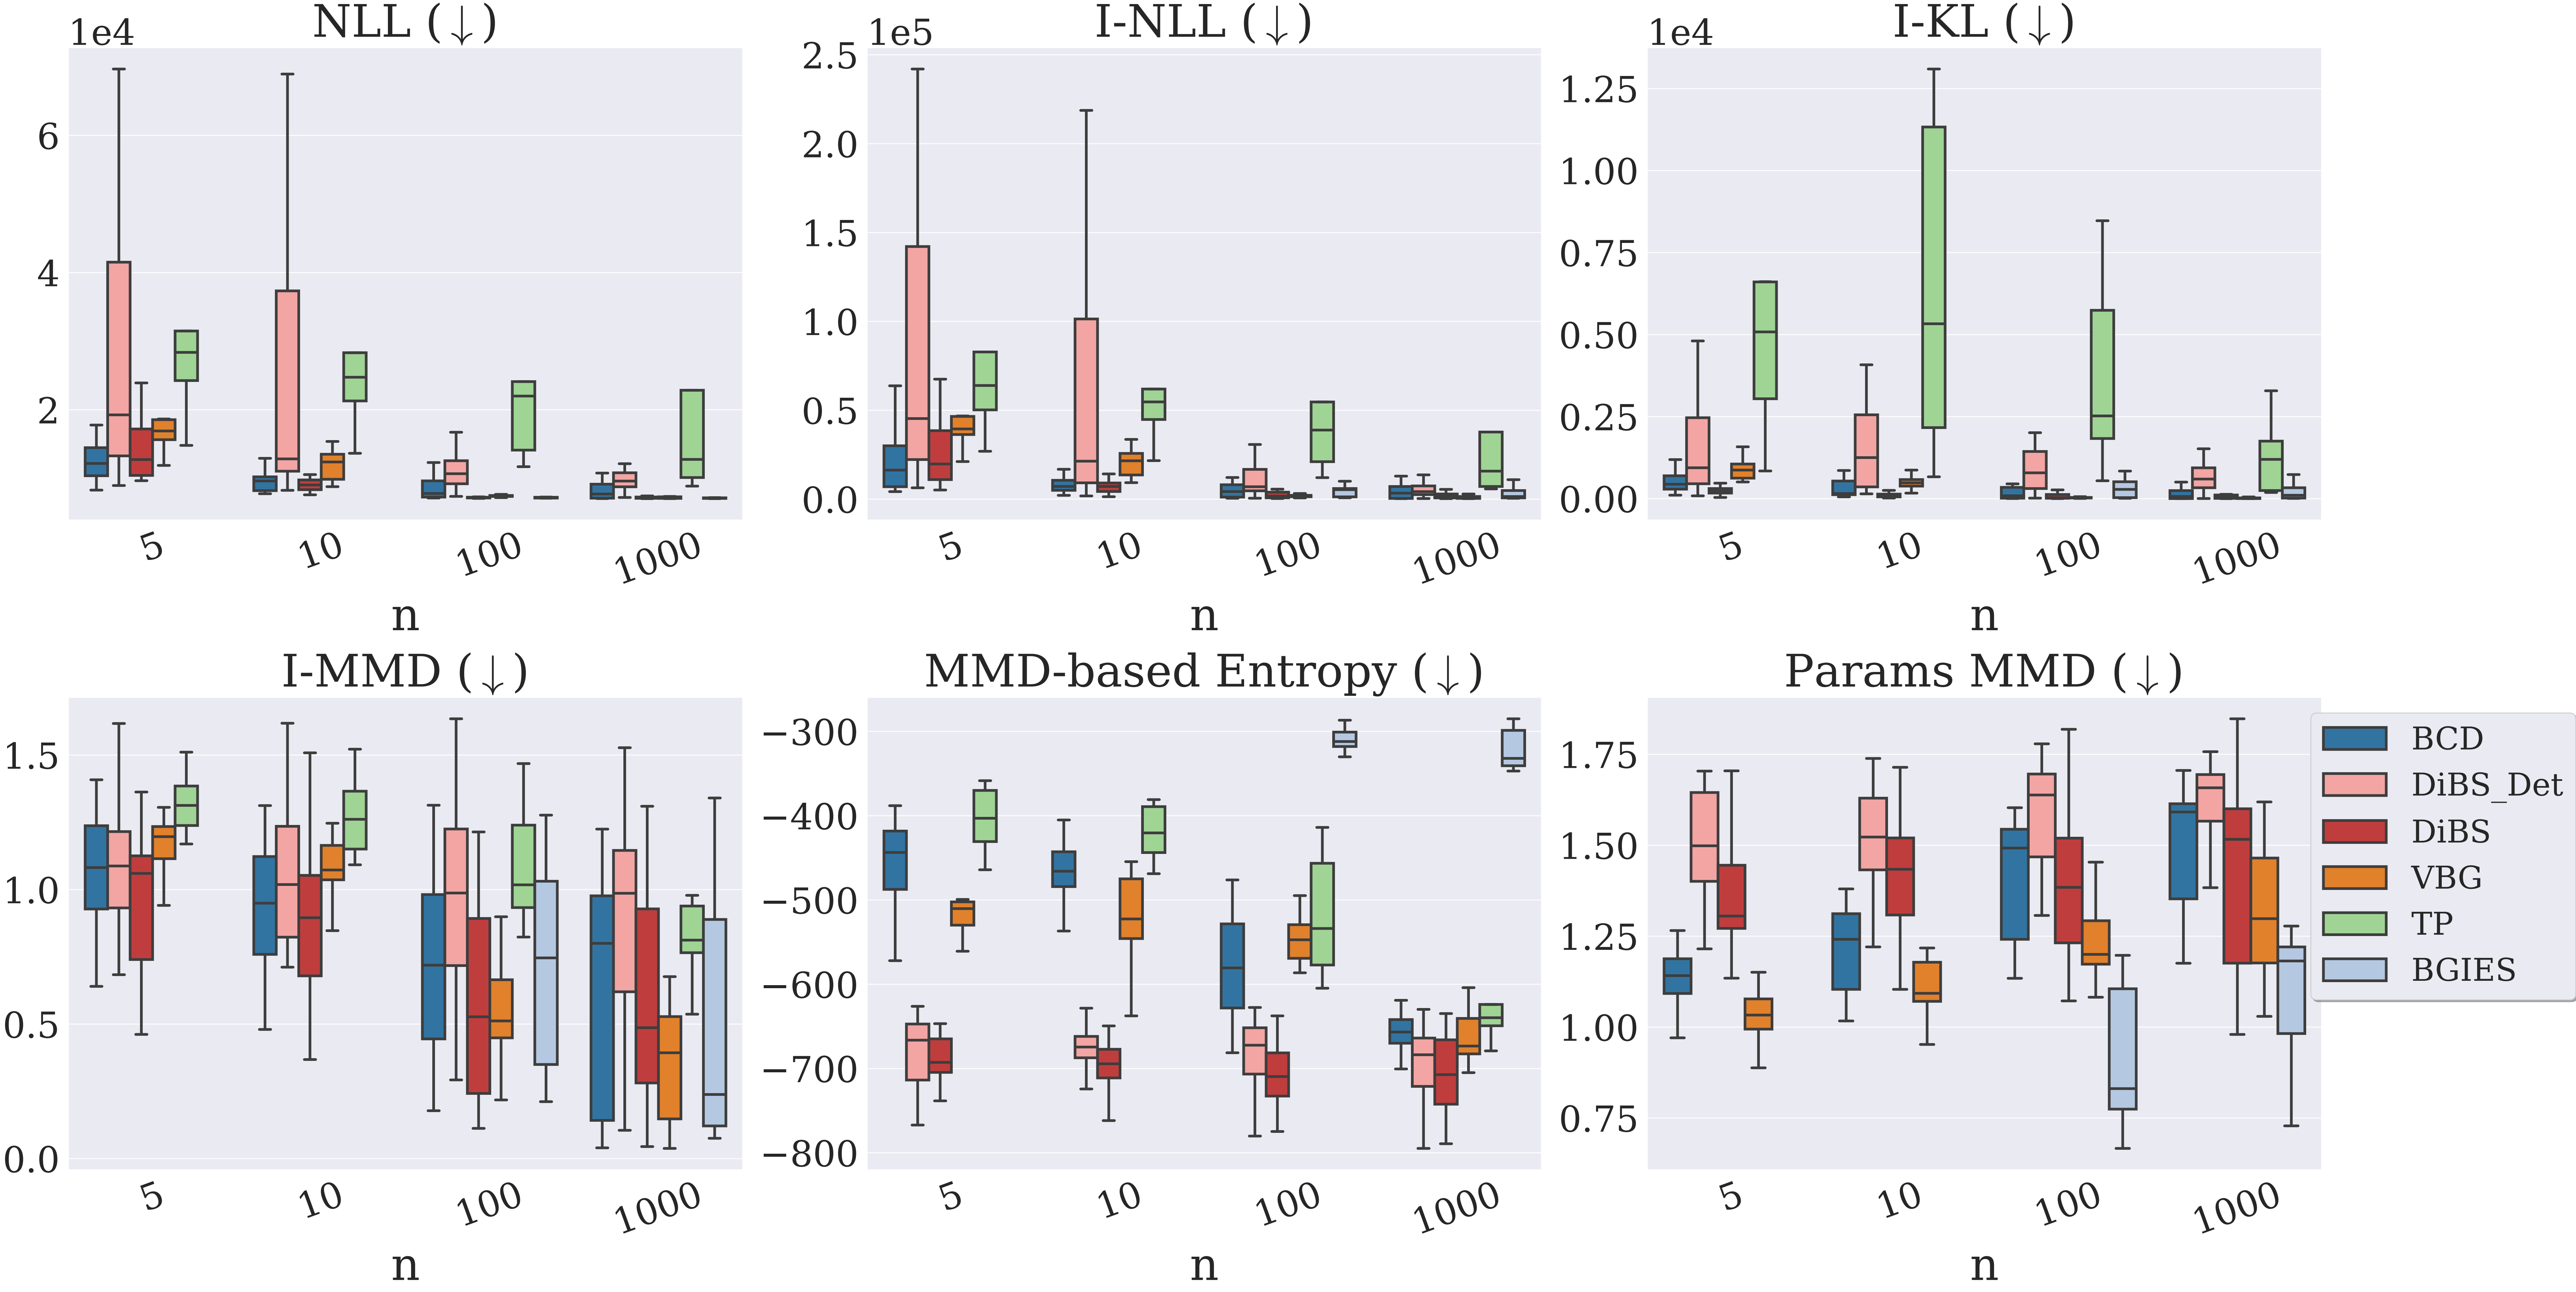 NLL (↓)
1e4
6
4
2
5 10 100 1000
n
I-NLL (↓)
1e5
2.5
2.0
1.5
1.0
0.5
0.0
5 10 100 1000
n
I-KL (↓)
1e4
1.25
1.00
0.75
0.50
0.25
0.00
5 10 100 1000
n
I-MMD (↓)
1.5
1.0
0.5
0.0
5 10 100 1000
n
MMD-based Entropy (↓)
−300
−400
−500
−600
−700
−800
5 10 100 1000
n
Params MMD (↓)
1.75
1.50
1.25
1.00
0.75
5 10 100 1000
n
BCD
DiBS_Det
DiBS
VBG
TP
BGIES